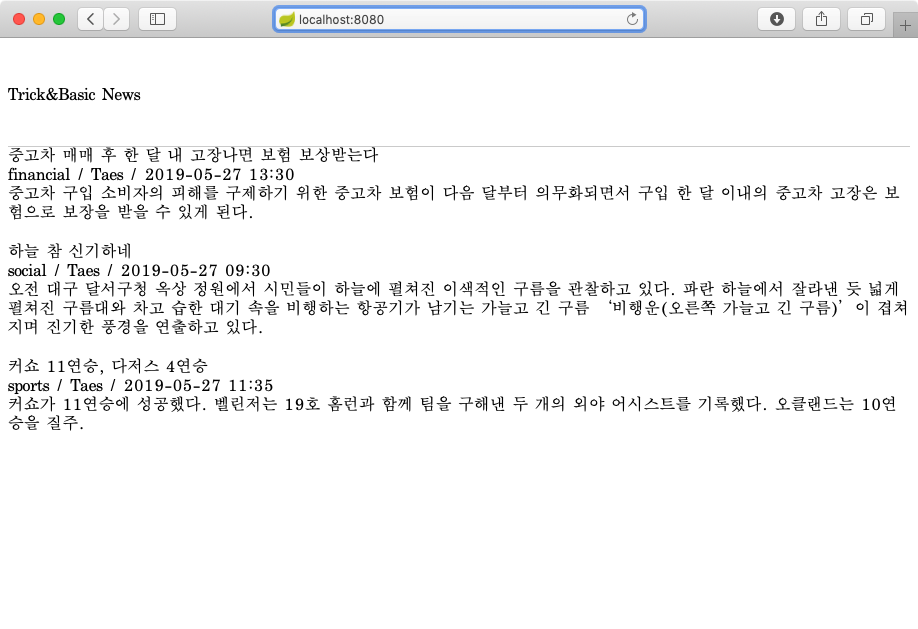 localhost:8080
Trick&Basic News
중고차 매매 후 한 달 내 고장나면 보험 보상받는다
financial / Taes / 2019-05-27 13:30
중고차 구입 소비자의 피해를 구제하기 위한 중고차 보험이 다음 달부터 의무화되면서 구입 한 달 이내의 중고차 고장은 보
험으로 보장을 받을 수 있게 된다.
하늘 참 신기하네
social / Taes / 2019-05-27 09:30
오전 대구 달서구청 옥상 정원에서 시민들이 하늘에 펼쳐진 이색적인 구름을 관찰하고 있다. 파란 하늘에서 잘라낸 듯 넓게
펼쳐진 구름대와 차고 습한 대기 속을 비행하는 항공기가 남기는 가늘고 긴 구름 ‘비행운(오른쪽 가늘고 긴 구름)’이 겹쳐
지며 진기한 풍경을 연출하고 있다.
커쇼 11연승, 다저스 4연승
sports / Taes / 2019-05-27 11:35
커쇼가 11연승에 성공했다. 벨린저는 19호 홈런과 함께 팀을 구해낸 두 개의 외야 어시스트를 기록했다. 오클랜드는 10연
승을 질주.